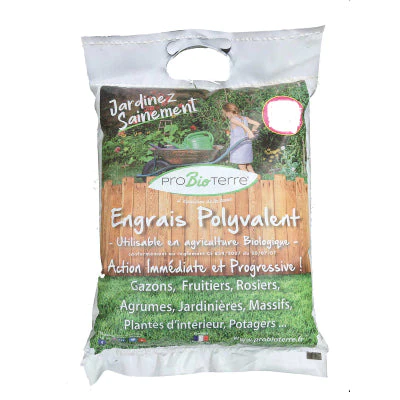 Jardinez
Sainement
PROBIOTERRE
Engrais Polyvalent
- Utilisable en agriculture Biologique -
Action Immédiate et Progressive !
Gazons, Fruitiers, Rosiers,
Agrumes, Jardinières, Massifs,
Plantes d'intérieur, Potagers ...
www.probioterre.fr